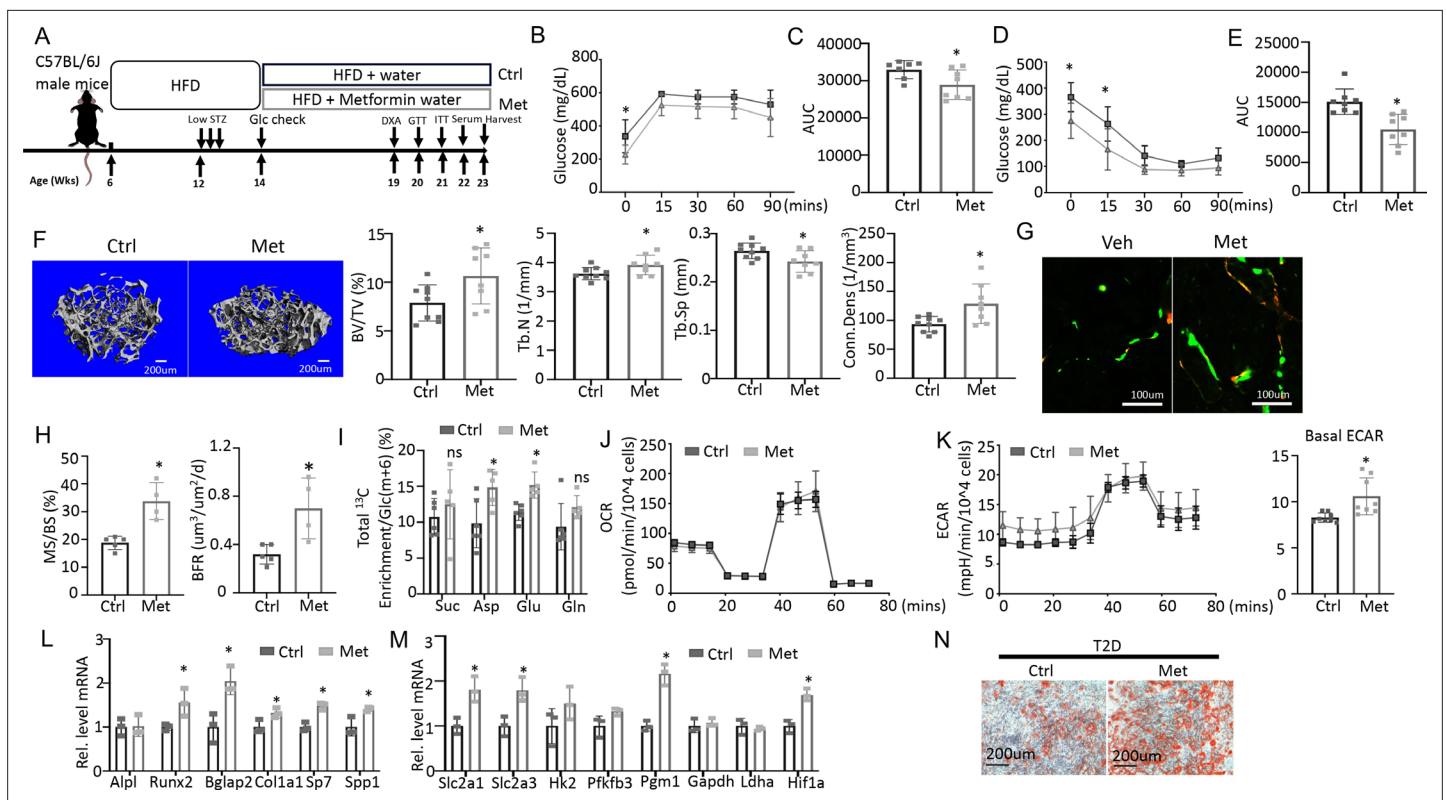 A
C57BL/6J
male mice
HFD
HFD + water
Ctrl
HFD + Metformin water
Met
Low STZ
Glc check
DXA GTT ITT Serum Harvest
Age (Wks)
6 12 14 19 20 21 22 23
B
Glucose (mg/dL)
800
600
400
200
0
*
0 15 30 60 90 (mins)
C
AUC
40000
30000
20000
10000
0
*
Ctrl Met
D
Glucose (mg/dL)
500
400
300
200
100
0
* *
0 15 30 60 90 (mins)
E
AUC
25000
20000
15000
10000
5000
0
*
Ctrl Met
F
Ctrl Met
200um 200um
BV/TV (%)
15
10
5
0
*
Ctrl Met
Tb.N (1/mm)
5
4
3
2
1
0
*
Ctrl Met
Tb.Sp (mm)
0.3
0.2
0.1
0
*
Ctrl Met
Conn.Dens (1/mm³)
250
200
150
100
50
0
*
Ctrl Met
G
Veh Met
100um 100um
H
MS/BS (%)
50
40
30
20
10
0
*
Ctrl Met
BFR (um³/um²/d)
1.2
0.8
0.4
0
*
Ctrl Met
I
Ctrl Met
Total ¹³C
Enrichment/Glc(m+6) (%)
20
15
10
5
0
ns * * ns
Suc Asp Glu Gln
J
Ctrl Met
OCR
(pmol/min/10^4 cells)
250
200
150
100
50
0
0 20 40 60 80 (mins)
K
Ctrl Met
ECAR
(mpH/min/10^4 cells)
25
20
15
10
5
0
0 20 40 60 80 (mins)
Basal ECAR
15
10
5
0
*
Ctrl Met
L
Ctrl Met
Rel. level mRNA
3
2
1
0
* * * * *
Alpl Runx2 Bglap2 Col1a1 Sp7 Spp1
M
Ctrl Met
Rel. level mRNA
3
2
1
0
* * * *
Slc2a1 Slc2a3 Hk2 Pfkfb3 Pgm1 Gapdh Ldha Hif1a
N
T2D
Ctrl Met
200um 200um